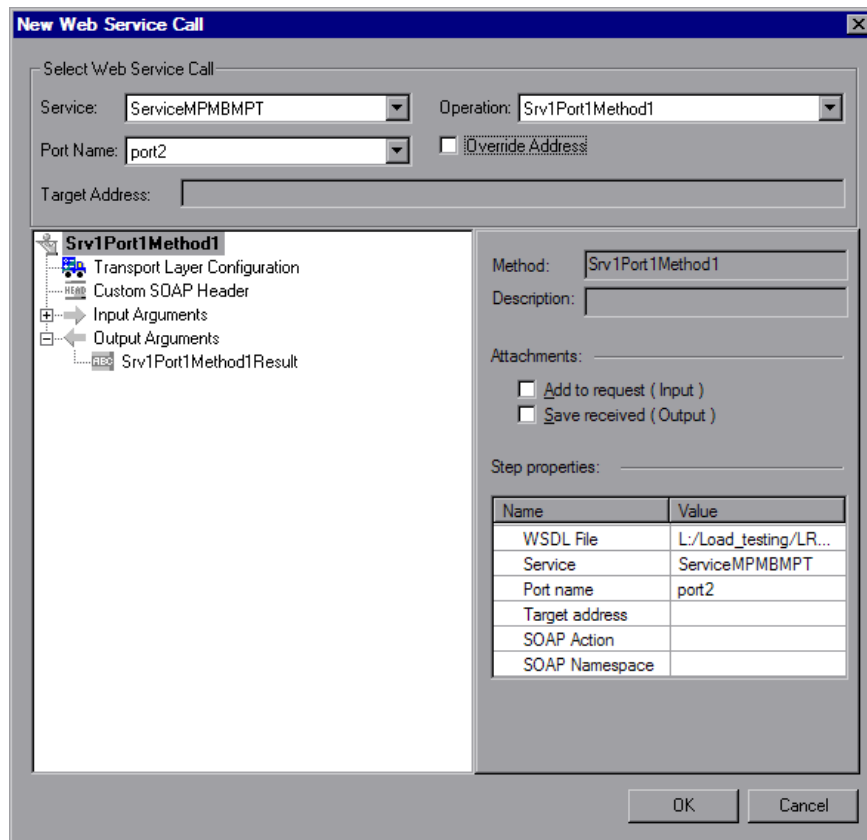 New Web Service Call
Select Web Service Call
Service: ServiceMPMBMPT Operation: Srv1Port1Method1
Port Name: port2 Override Address
Target Address:
Srv1Port1Method1
Transport Layer Configuration
HEAD Custom SOAP Header
Input Arguments
Output Arguments
ABC Srv1Port1Method1Result
Method: Srv1Port1Method1
Description:
Attachments:
Add to request ( Input )
Save received ( Output )
Step properties:
Name Value
WSDL File L:/Load_testing/LR...
Service ServiceMPMBMPT
Port name port2
Target address
SOAP Action
SOAP Namespace
OK Cancel